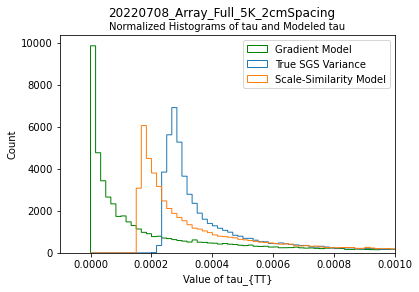 20220708_Array_Full_5K_2cmSpacing
Normalized Histograms of tau and Modeled tau
Gradient Model
True SGS Variance
Scale-Similarity Model
Count
10000
8000
6000
4000
2000
0
0.0000 0.0002 0.0004 0.0006 0.0008 0.0010
Value of tau_{TT}